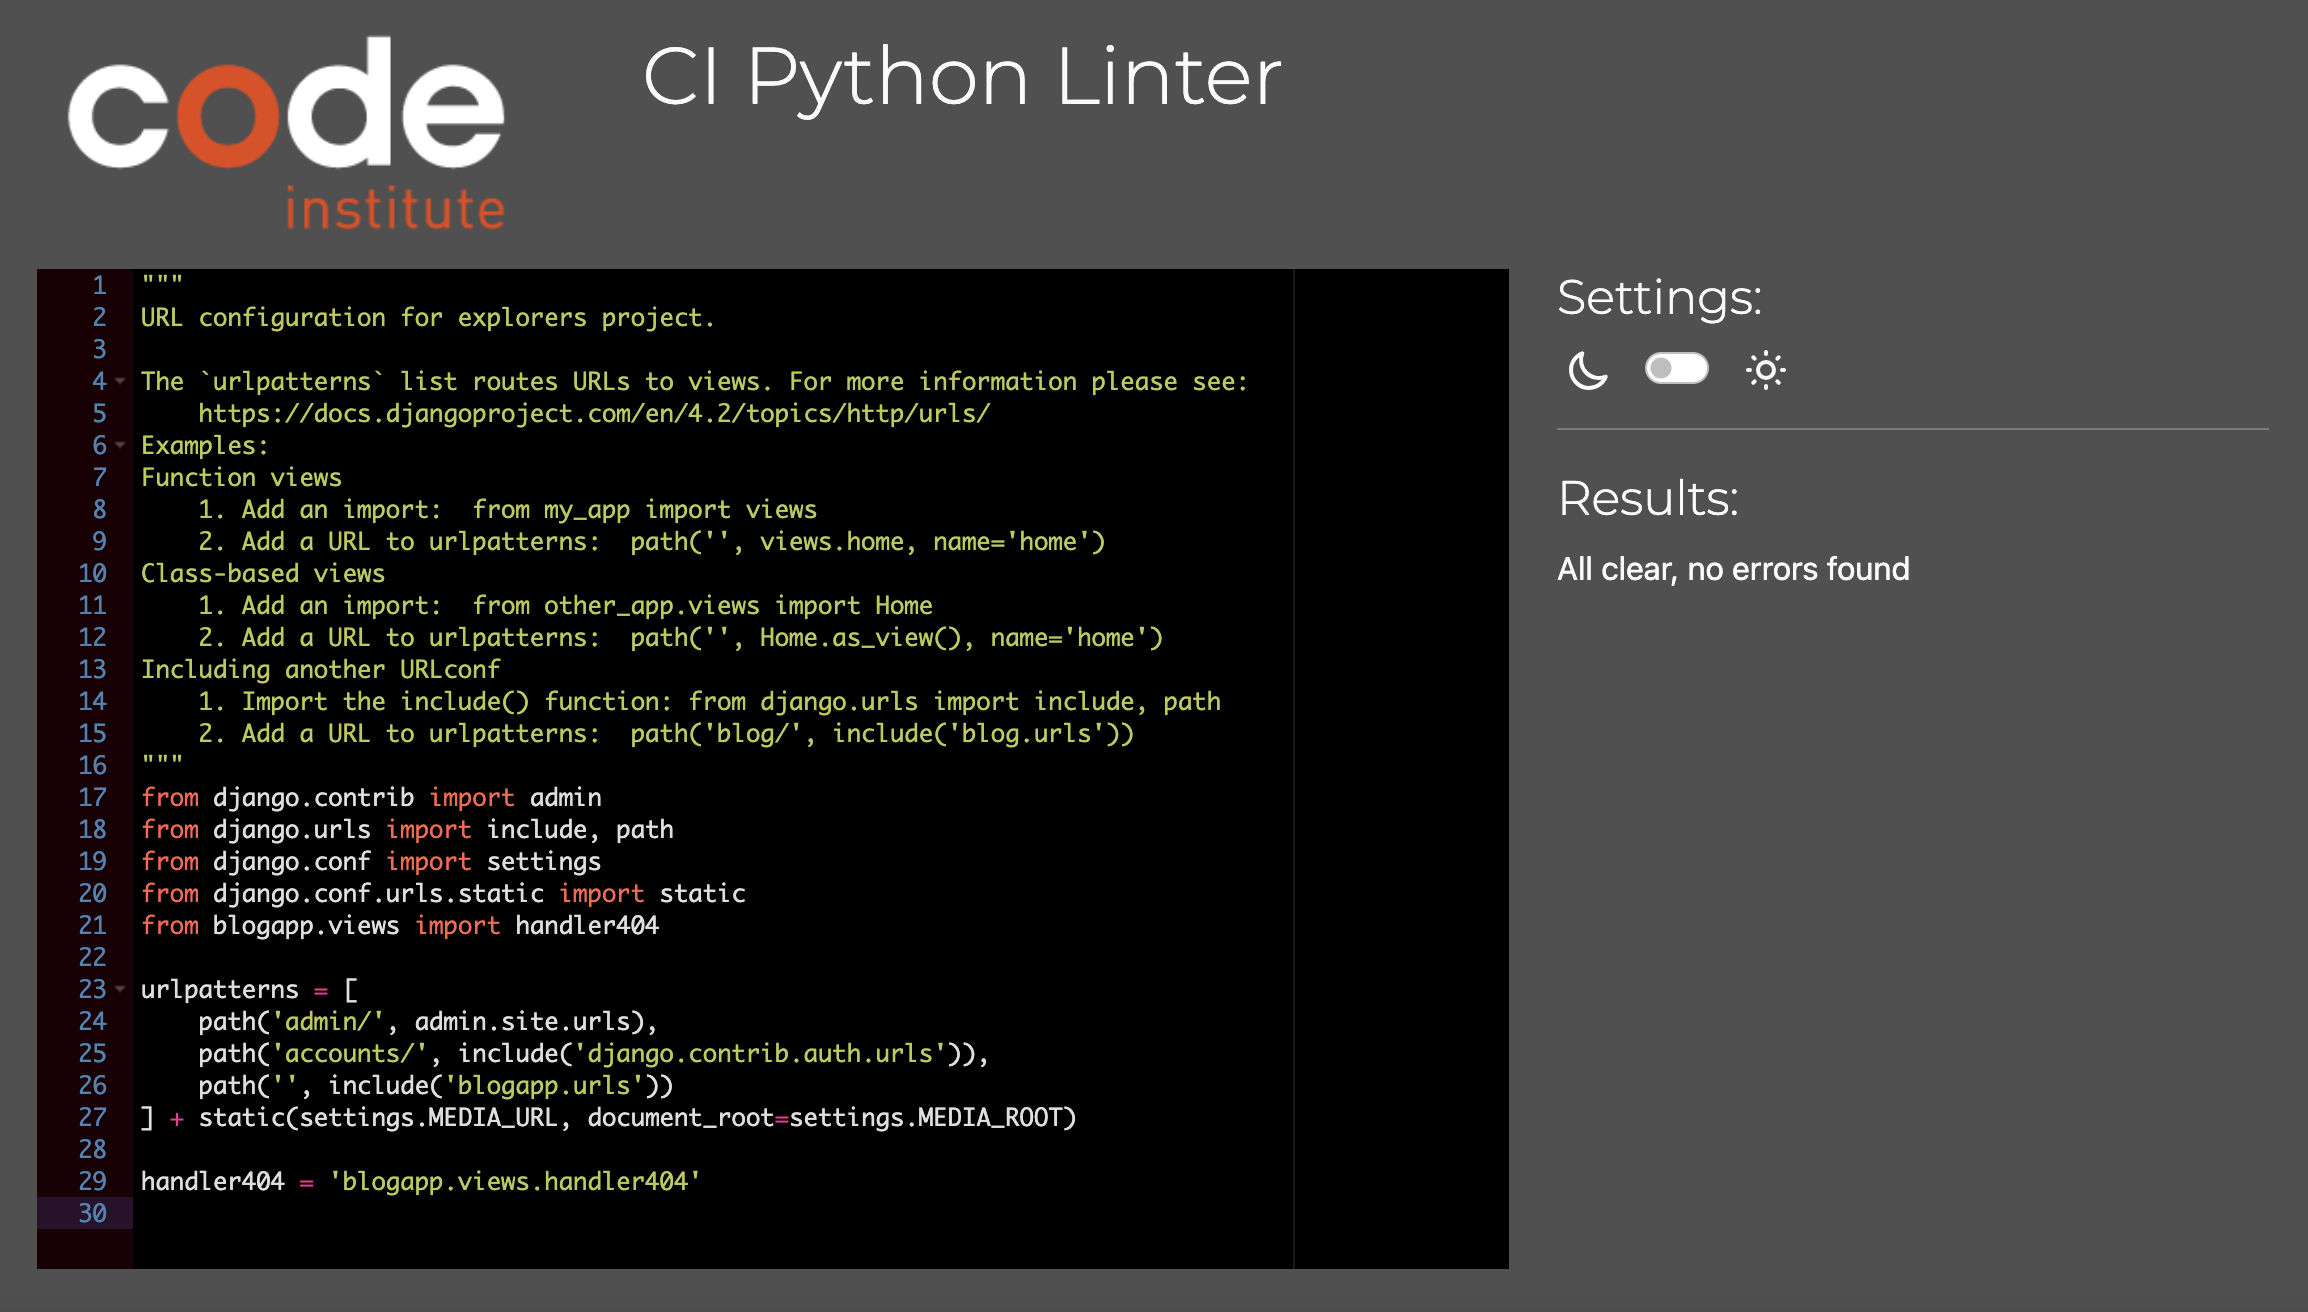 code
institute
CI Python Linter
1 """
2 URL configuration for explorers project.
3
4 The `urlpatterns` list routes URLs to views. For more information please see:
5     https://docs.djangoproject.com/en/4.2/topics/http/urls/
6 Examples:
7 Function views
8     1. Add an import:  from my_app import views
9     2. Add a URL to urlpatterns:  path('', views.home, name='home')
10 Class-based views
11     1. Add an import:  from other_app.views import Home
12     2. Add a URL to urlpatterns:  path('', Home.as_view(), name='home')
13 Including another URLconf
14     1. Import the include() function: from django.urls import include, path
15     2. Add a URL to urlpatterns:  path('blog/', include('blog.urls'))
16 """
17 from django.contrib import admin
18 from django.urls import include, path
19 from django.conf import settings
20 from django.conf.urls.static import static
21 from blogapp.views import handler404
22
23 urlpatterns = [
24     path('admin/', admin.site.urls),
25     path('accounts/', include('django.contrib.auth.urls')),
26     path('', include('blogapp.urls'))
27 ] + static(settings.MEDIA_URL, document_root=settings.MEDIA_ROOT)
28
29 handler404 = 'blogapp.views.handler404'
30
Settings:
Results:
All clear, no errors found